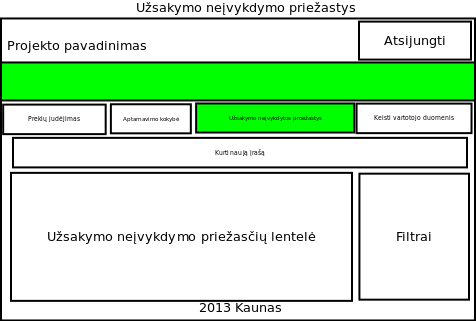 Užsakymo neįvykdymo priežastys
Projekto pavadinimas
Atsijungti
Prekių judėjimas
Aptarnavimo kokybė
Užsakymo neįvykdytos priežastys
Keisti vartotojo duomenis
Kurti naują įrašą
Užsakymo neįvykdymo priežasčių lentelė
Filtrai
2013 Kaunas